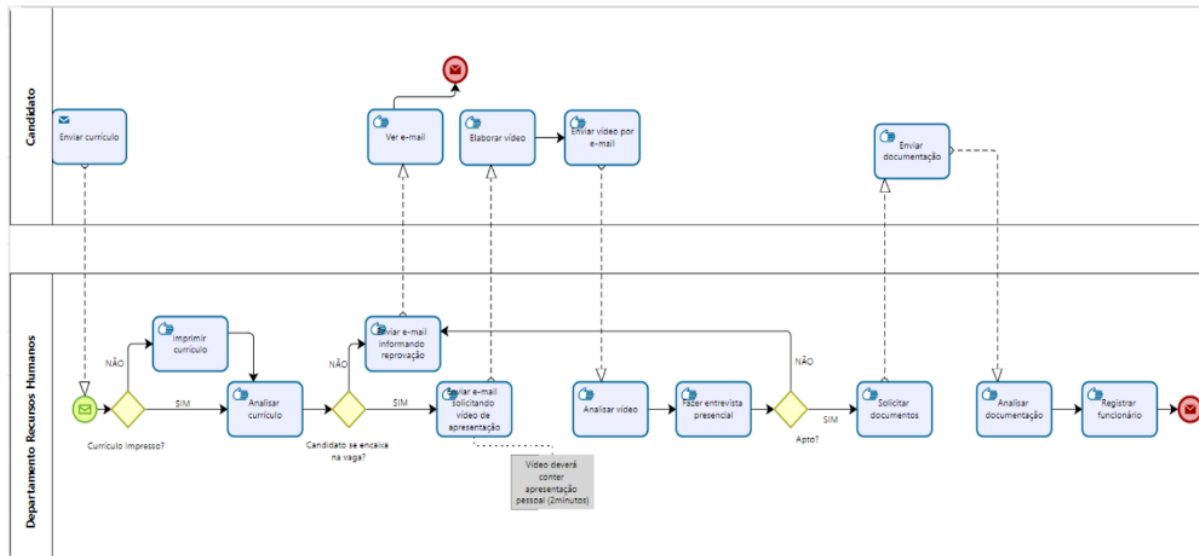 Candidato
Enviar currículo
Ver e-mail
Elaborar vídeo
Enviar vídeo por
e-mail
Enviar
documentação
Departamento Recursos Humanos
Imprimir
currículo
NÃO
SIM
Currículo Impresso?
Analisar
currículo
Enviar e-mail
informando
reprovação
NÃO
SIM
Candidato se encaixa
na vaga?
Enviar e-mail
solicitando
vídeo de
apresentação
Vídeo deverá
conter
apresentação
pessoal (2minutos)
Analisar vídeo
Fazer entrevista
presencial
NÃO
SIM
Apto?
Solicitar
documentos
Analisar
documentação
Registrar
funcionário